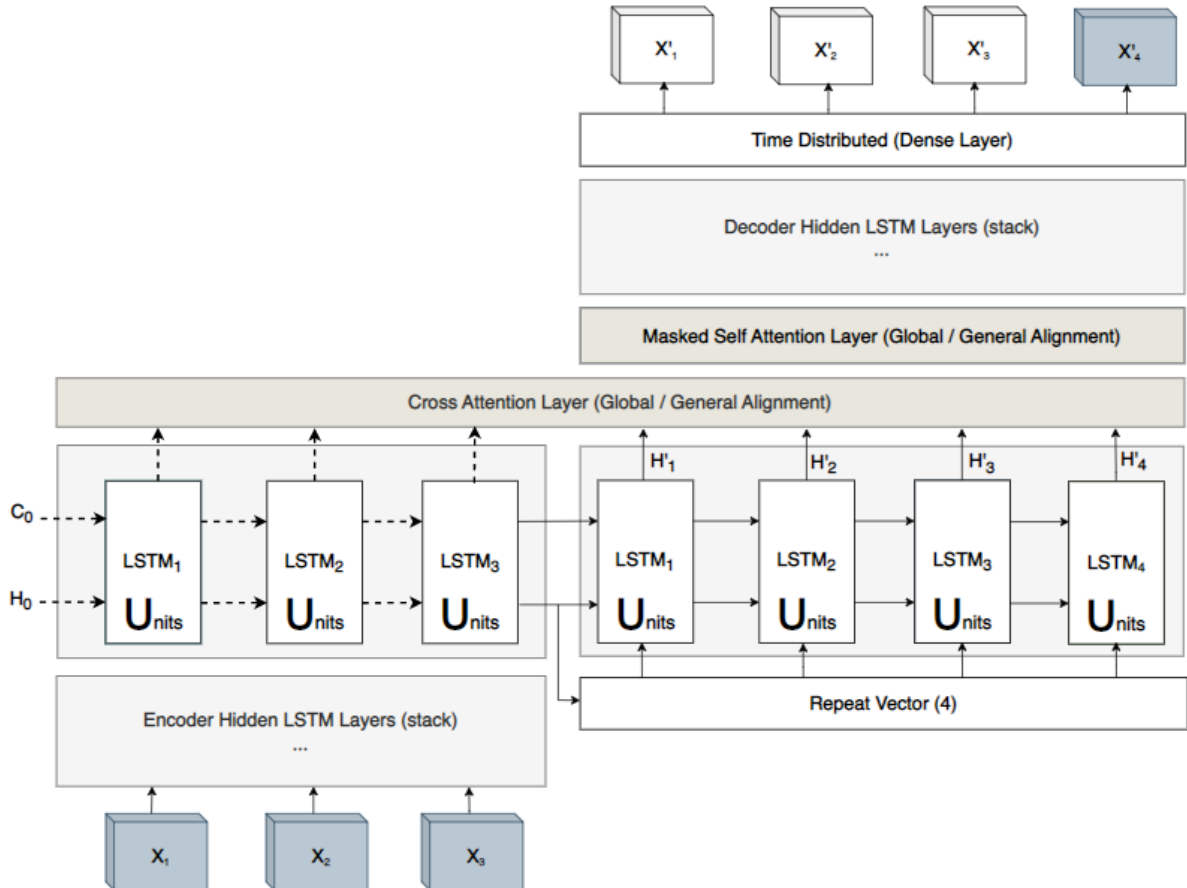 X'₁ X'₂ X'₃ X'₄
Time Distributed (Dense Layer)
Decoder Hidden LSTM Layers (stack)
...
Masked Self Attention Layer (Global / General Alignment)
Cross Attention Layer (Global / General Alignment)
H'₁ H'₂ H'₃ H'₄
C₀
LSTM₁ LSTM₂ LSTM₃ LSTM₁ LSTM₂ LSTM₃ LSTM₄
H₀
Units Units Units Units Units Units Units
Repeat Vector (4)
Encoder Hidden LSTM Layers (stack)
...
X₁ X₂ X₃